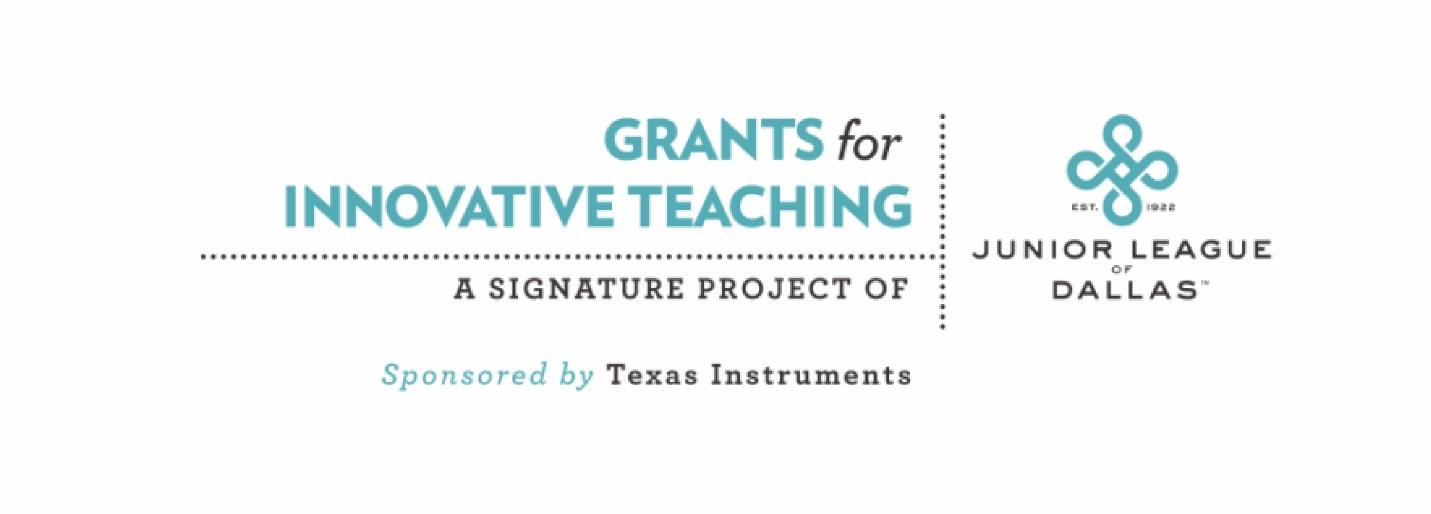 GRANTS for
INNOVATIVE TEACHING
A SIGNATURE PROJECT OF
Sponsored by Texas Instruments
EST. 1922
JUNIOR LEAGUE
OF
DALLAS™